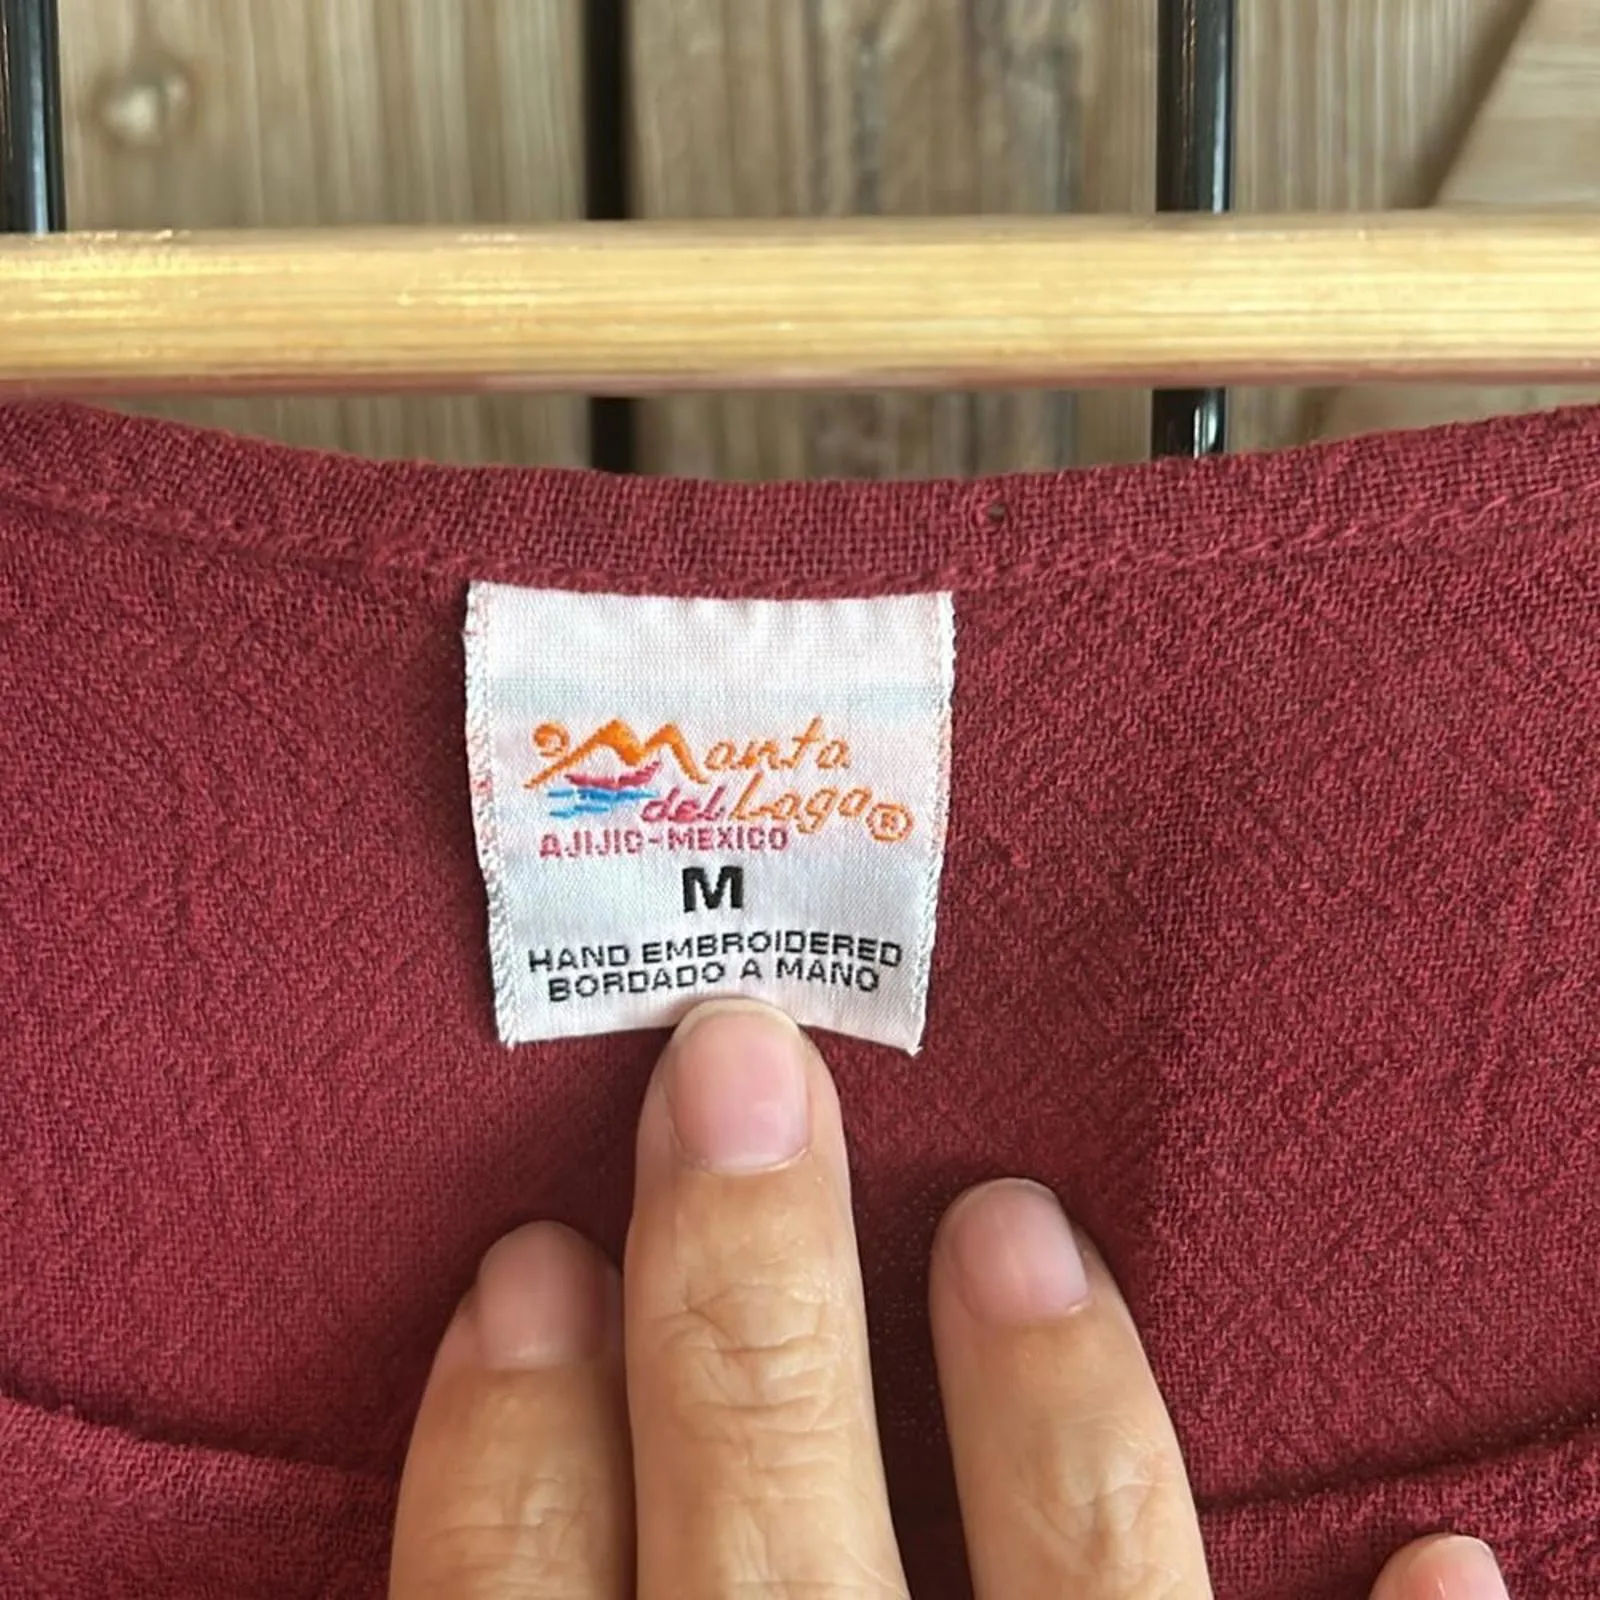 Manta
del Lago®
AJIJIC-MEXICO
M
HAND EMBROIDERED
BORDADO A MANO